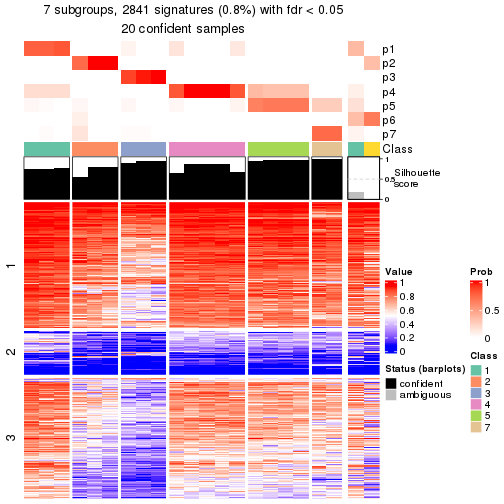 7 subgroups, 2841 signatures (0.8%) with fdr < 0.05
20 confident samples
p1
p2
p3
p4
p5
p6
p7
Class
1
0.5
0
Silhouette
score
1
2
3
Value
1
0.8
0.6
0.4
0.2
0
Prob
1
0.5
0
Status (barplots)
confident
ambiguous
Class
1
2
3
4
5
7